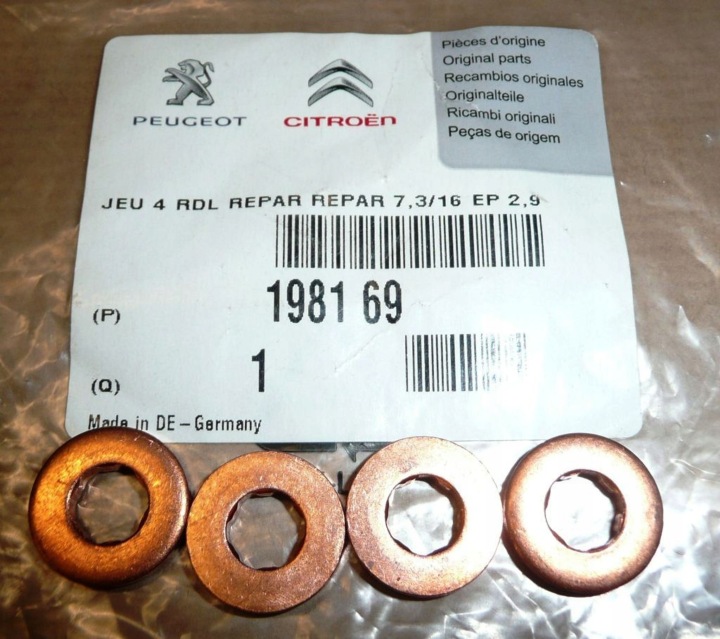 PEUGEOT
CITROËN
Pièces d'origine
Original parts
Recambios originales
Originalteile
Ricambi originali
Peças de origem
JEU 4 RDL REPAR REPAR 7,3/16 EP 2,9
(P) 1981 69
(Q) 1
Made in DE – Germany